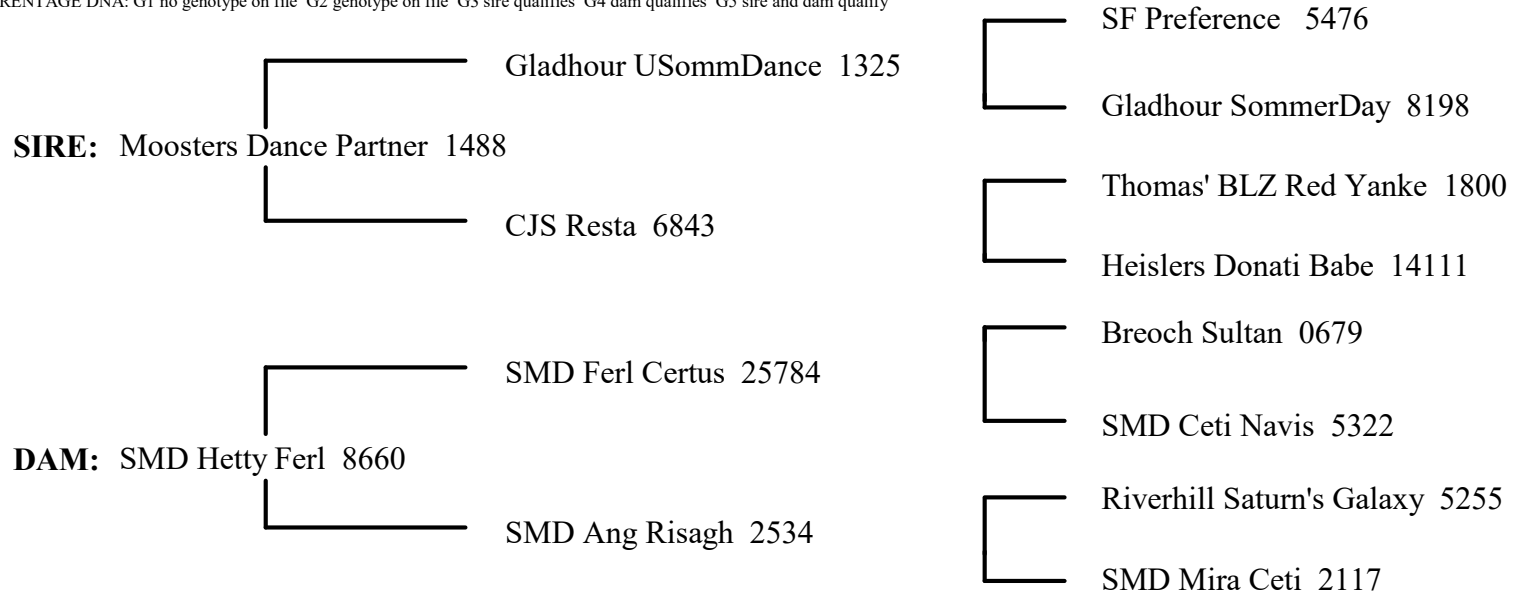 RENTAGE DNA: G1 no genotype on file G2 genotype on file G3 sire qualifies G4 dam qualifies G5 sire and dam qualify
SF Preference 5476
Gladhour USommDance 1325
Gladhour SommerDay 8198
SIRE: Moosters Dance Partner 1488
Thomas' BLZ Red Yanke 1800
CJS Resta 6843
Heislers Donati Babe 14111
Breoch Sultan 0679
SMD Ferl Certus 25784
SMD Ceti Navis 5322
DAM: SMD Hetty Ferl 8660
Riverhill Saturn's Galaxy 5255
SMD Ang Risagh 2534
SMD Mira Ceti 2117